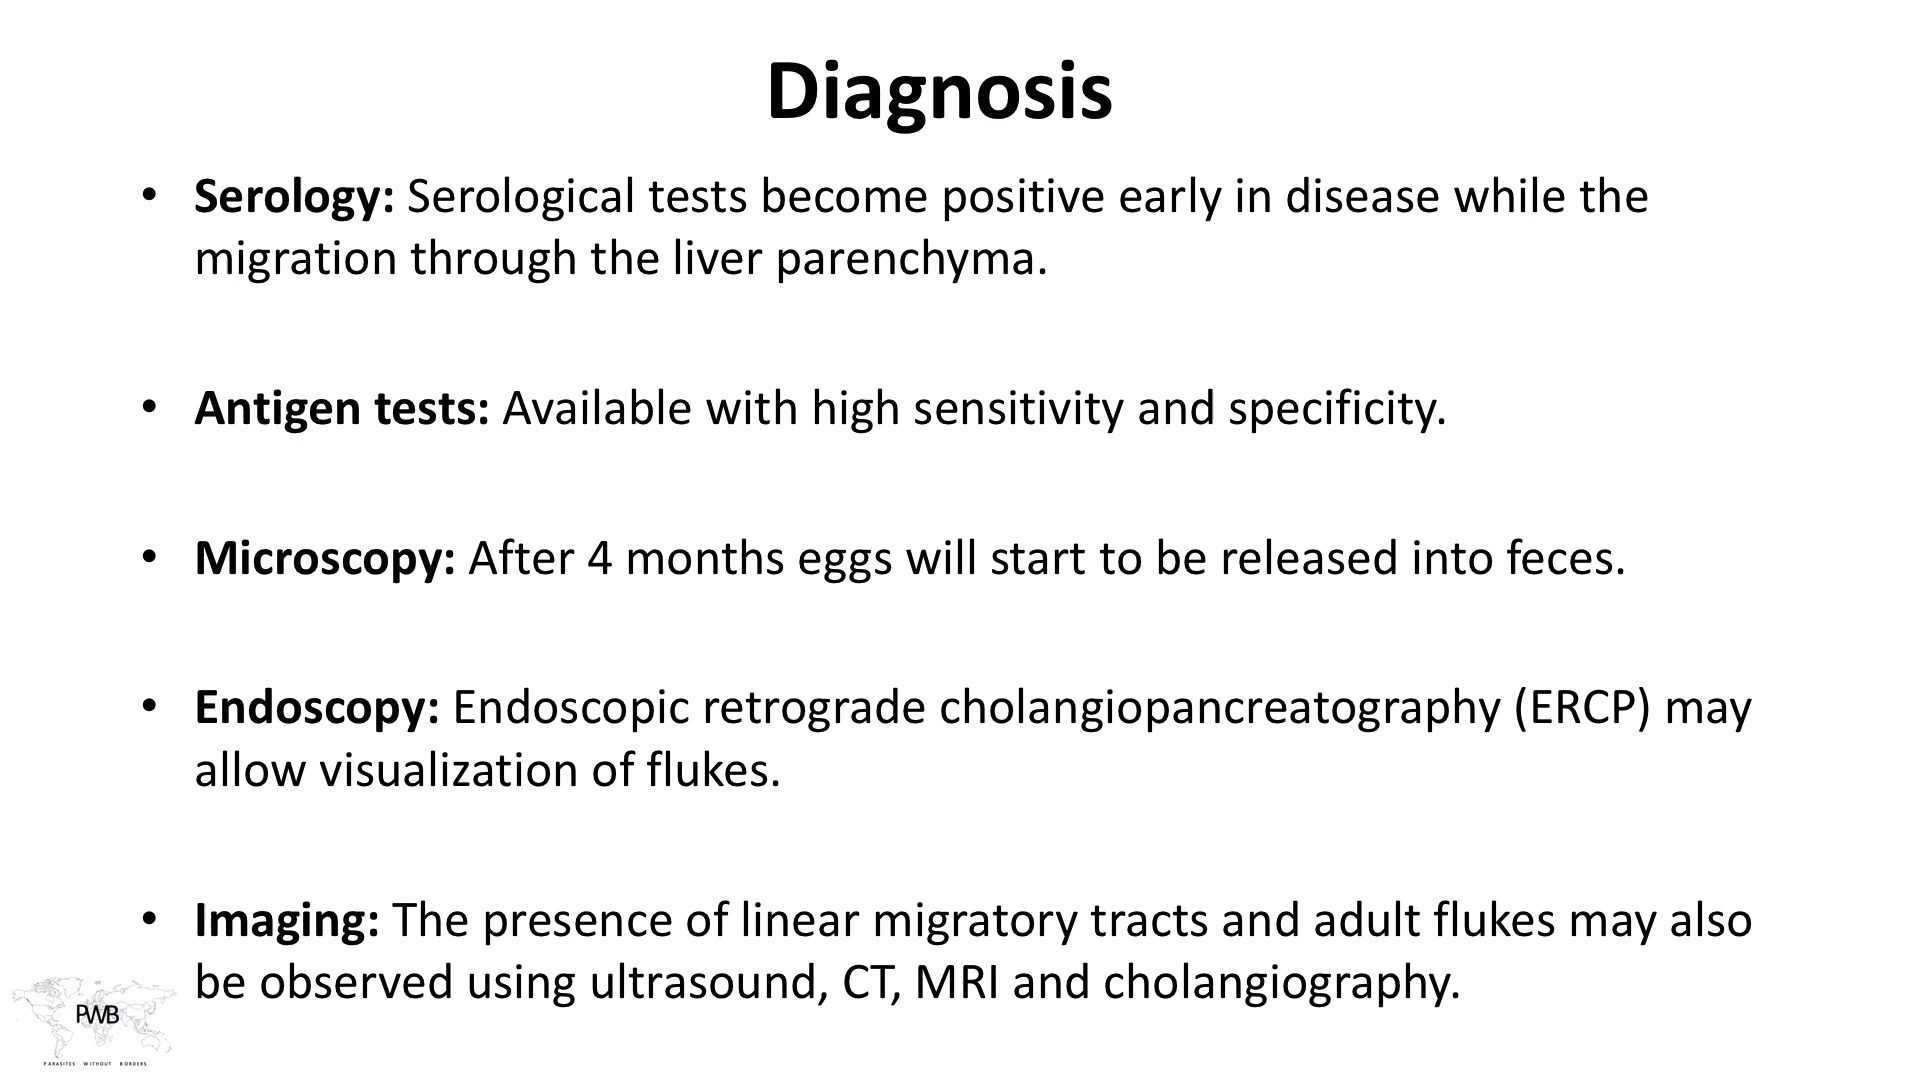 Diagnosis
• Serology: Serological tests become positive early in disease while the
migration through the liver parenchyma.
• Antigen tests: Available with high sensitivity and specificity.
• Microscopy: After 4 months eggs will start to be released into feces.
• Endoscopy: Endoscopic retrograde cholangiopancreatography (ERCP) may
allow visualization of flukes.
• Imaging: The presence of linear migratory tracts and adult flukes may also
be observed using ultrasound, CT, MRI and cholangiography.
PWB
PARASITES WITHOUT BORDERS